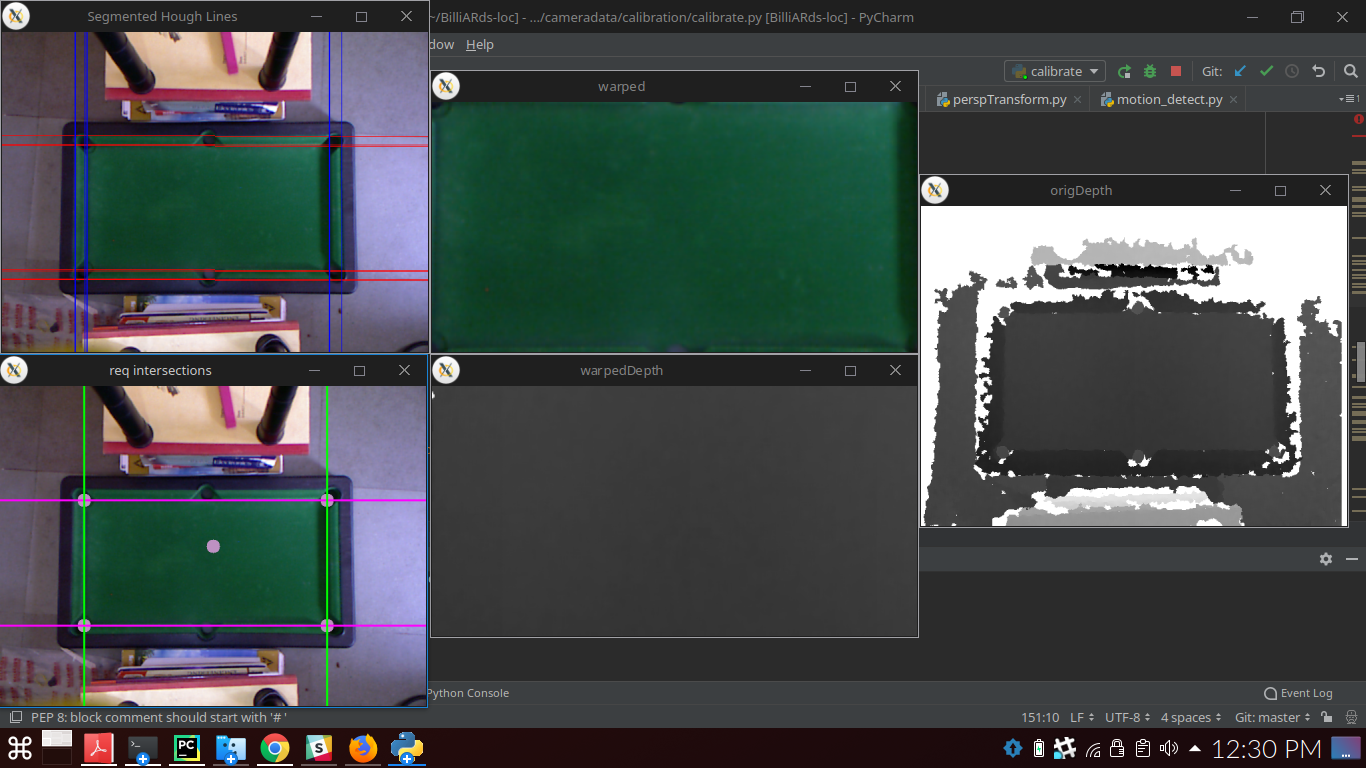 Segmented Hough Lines
~/BilliARds-loc] - .../cameradata/calibration/calibrate.py [BilliARds-loc] - PyCharm
dow Help
calibrate
Git:
perspTransform.py
motion_detect.py
warped
origDepth
req intersections
warpedDepth
Python Console
Event Log
PEP 8: block comment should start with '# '
151:10 LF UTF-8 4 spaces Git: master
PC
S
12:30 PM